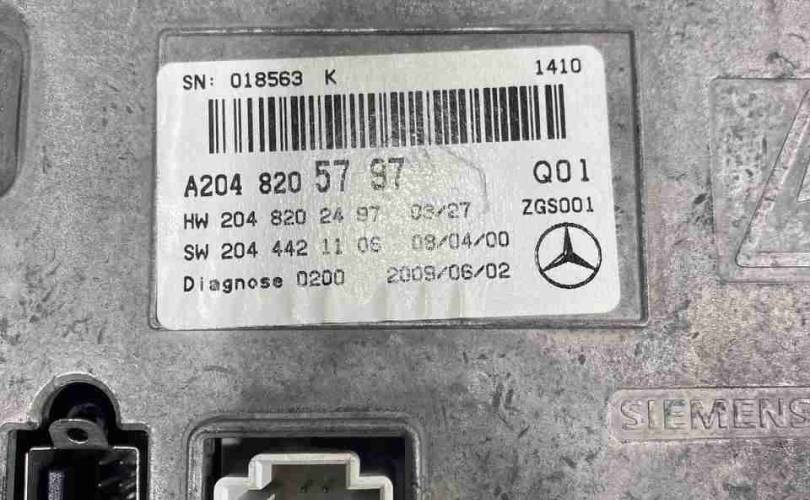 SN: 018563 K 1410
A204 820 57 97 Q01
HW 204 820 24 97 08/27 ZGS001
SW 204 442 11 06 08/04/00
Diagnose 0200 2009/06/02
SIEMENS